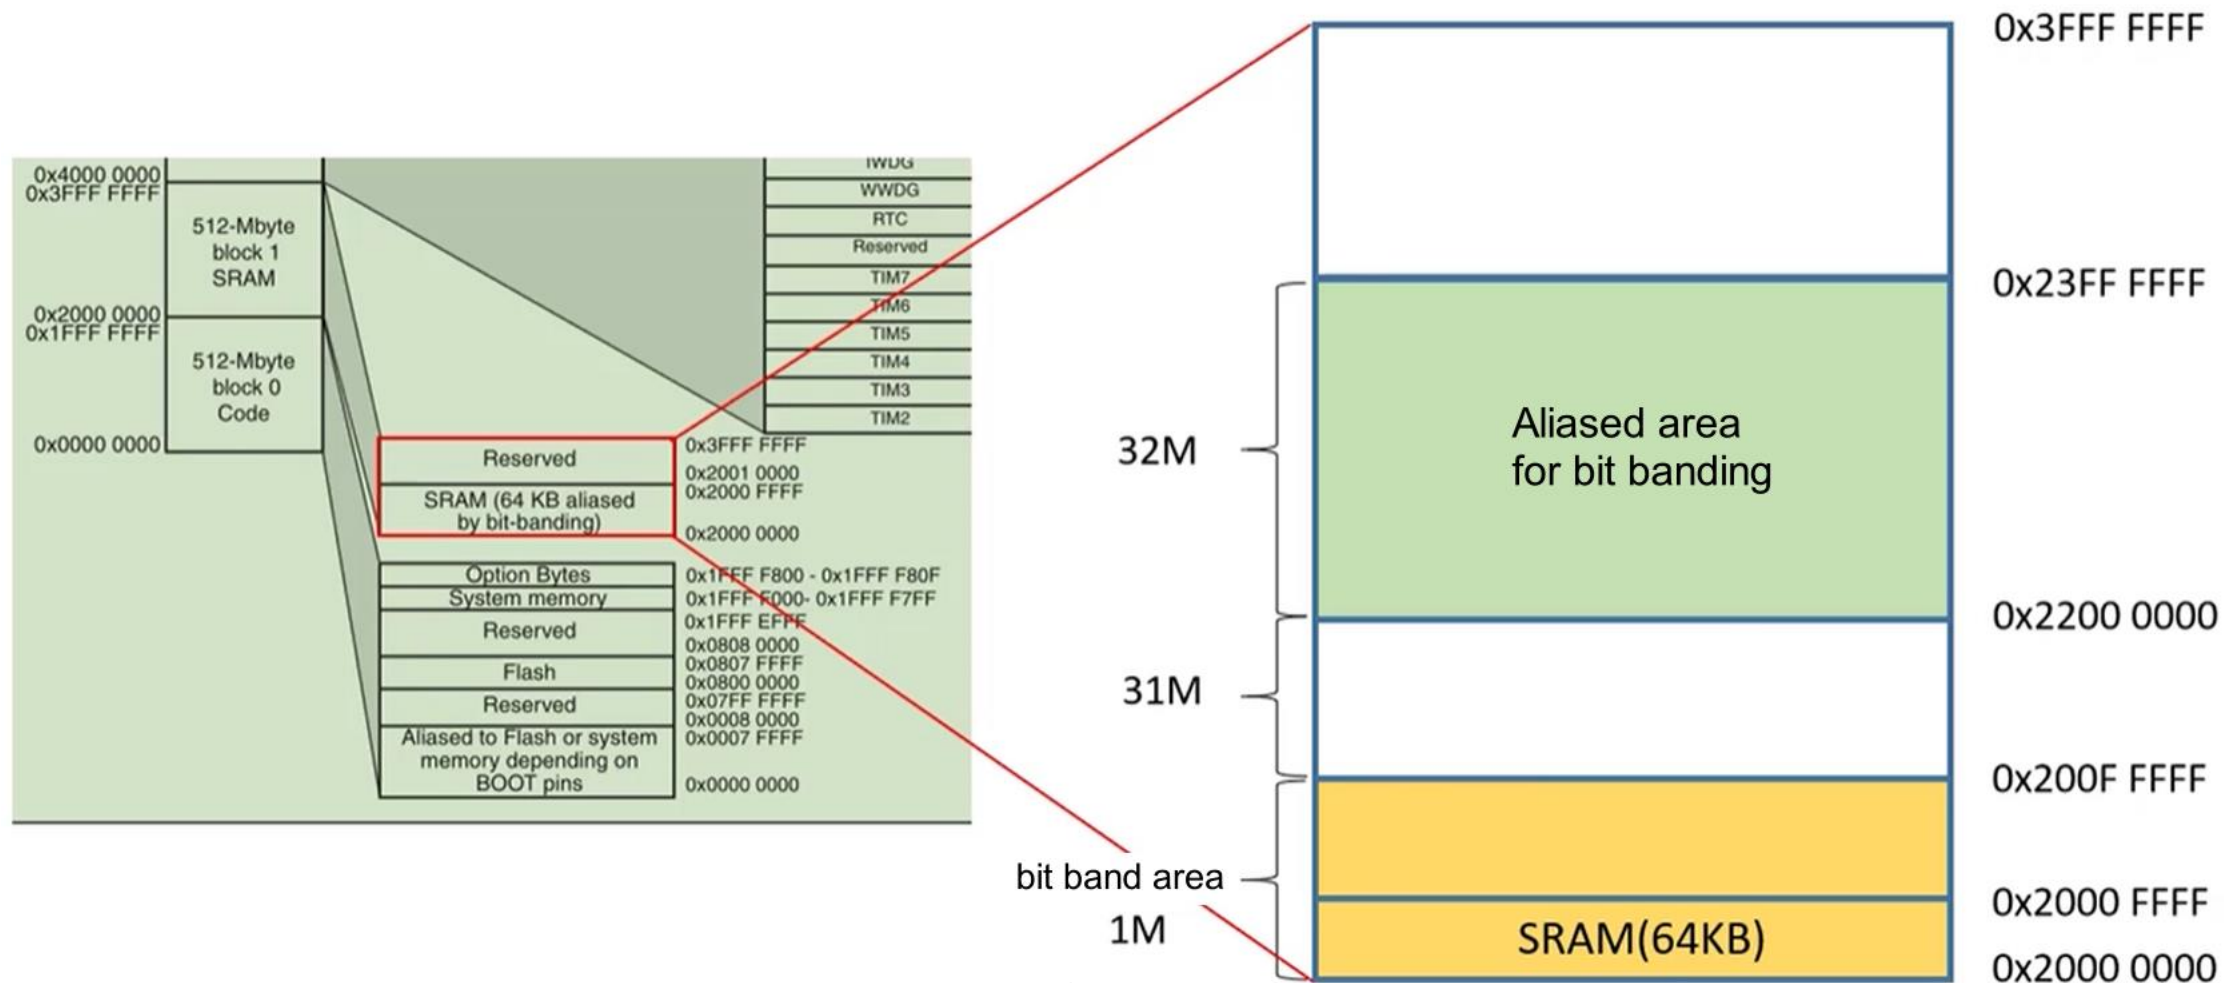 0x4000 0000
0x3FFF FFFF
512-Mbyte
block 1
SRAM
0x2000 0000
0x1FFF FFFF
512-Mbyte
block 0
Code
0x0000 0000
IWDG
WWDG
RTC
Reserved
TIM7
TIM6
TIM5
TIM4
TIM3
TIM2
Reserved
0x3FFF FFFF
0x2001 0000
SRAM (64 KB aliased
by bit-banding)
0x2000 FFFF
0x2000 0000
Option Bytes
0x1FFF F800 - 0x1FFF F80F
System memory
0x1FFF F000- 0x1FFF F7FF
Reserved
0x1FFF EFFF
0x0808 0000
Flash
0x0807 FFFF
0x0800 0000
Reserved
0x07FF FFFF
0x0008 0000
Aliased to Flash or system
memory depending on
BOOT pins
0x0007 FFFF
0x0000 0000
0x3FFF FFFF
0x23FF FFFF
32M
Aliased area
for bit banding
0x2200 0000
31M
0x200F FFFF
bit band area
1M
0x2000 FFFF
SRAM(64KB)
0x2000 0000